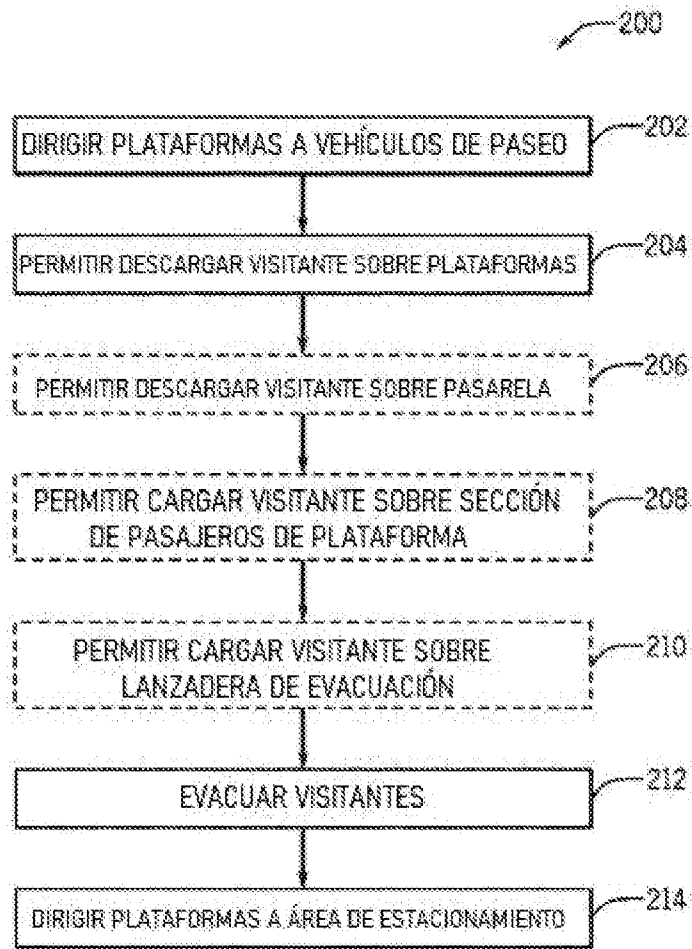 200
DIRIGIR PLATAFORMAS A VEHÍCULOS DE PASEO
202
PERMITIR DESCARGAR VISITANTE SOBRE PLATAFORMAS
204
PERMITIR DESCARGAR VISITANTE SOBRE PASARELA
206
PERMITIR CARGAR VISITANTE SOBRE SECCIÓN
DE PASAJEROS DE PLATAFORMA
208
PERMITIR CARGAR VISITANTE SOBRE
LANZADERA DE EVACUACIÓN
210
EVACUAR VISITANTES
212
DIRIGIR PLATAFORMAS A ÁREA DE ESTACIONAMIENTO
214